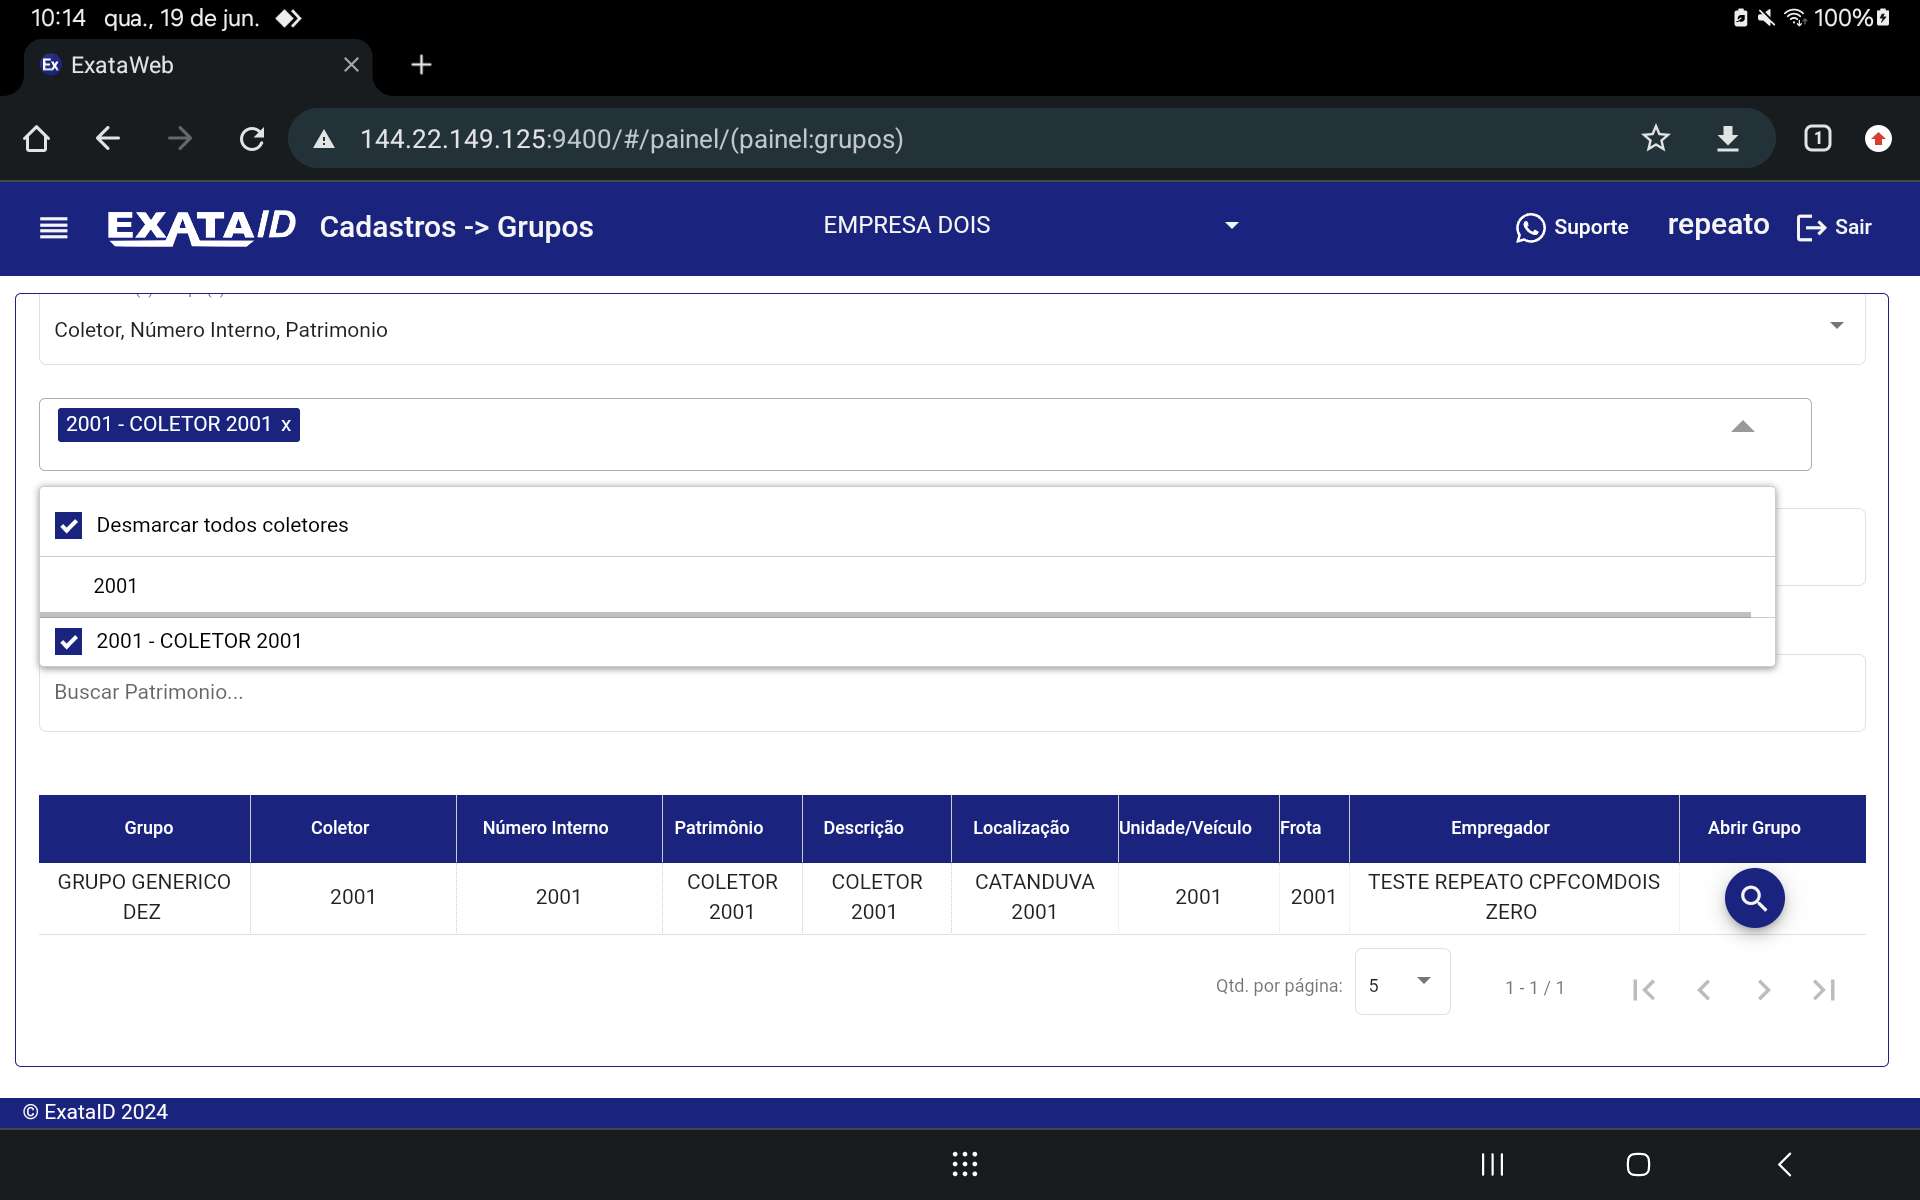 10:14 qua., 19 de jun. 100%
Ex ExataWeb
144.22.149.125:9400/#/painel/(painel:grupos) 1
EXATAID Cadastros -> Grupos EMPRESA DOIS Suporte repeato Sair
Coletor, Número Interno, Patrimonio
2001 - COLETOR 2001 x
Desmarcar todos coletores
2001
2001 - COLETOR 2001
Buscar Patrimonio...
Grupo Coletor Número Interno Patrimônio Descrição Localização Unidade/Veículo Frota Empregador Abrir Grupo
GRUPO GENERICO DEZ 2001 2001 COLETOR 2001 COLETOR 2001 CATANDUVA 2001 2001 2001 TESTE REPEATO CPFCOMDOIS ZERO
Qtd. por página: 5 1 - 1 / 1
© ExataID 2024